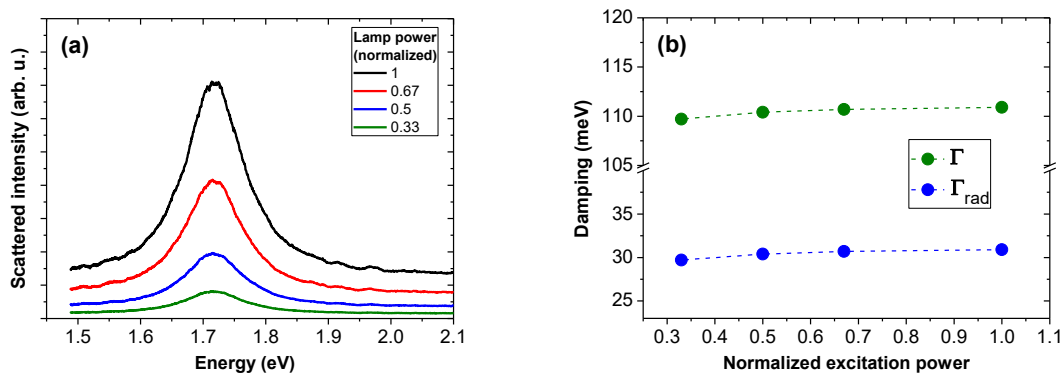 (a)
Lamp power
(normalized)
1
0.67
0.5
0.33
Scattered intensity (arb. u.)
1.5 1.6 1.7 1.8 1.9 2.0 2.1
Energy (eV)
(b)
120
115
110
105
35
30
25
Damping (meV)
Γ
Γrad
0.3 0.4 0.5 0.6 0.7 0.8 0.9 1.0 1.1
Normalized excitation power